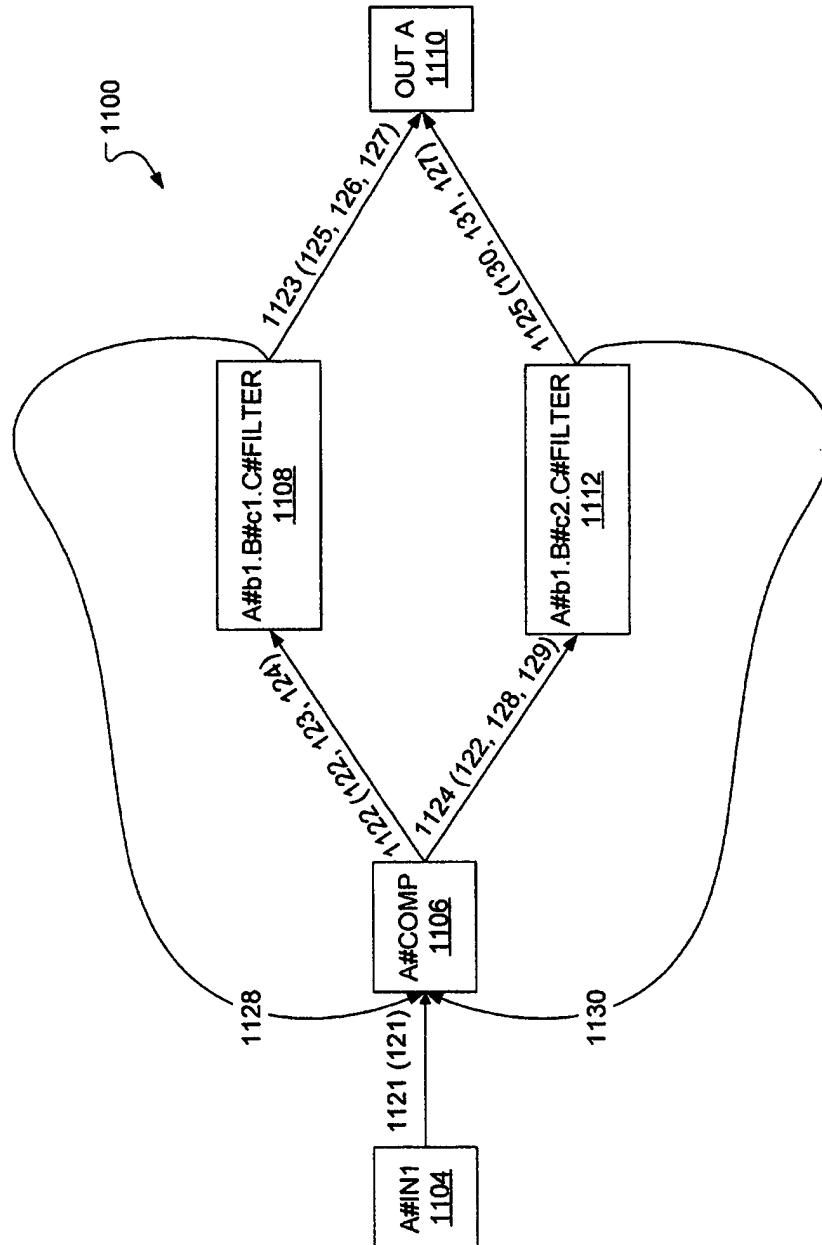 1100
A#IN1
1104
1121 (121)
A#COMP
1106
1128
1130
1122 (122, 123, 124)
1124 (122, 128, 129)
A#b1.B#c1.C#FILTER
1108
A#b1.B#c2.C#FILTER
1112
1123 (125, 126, 127)
1125 (130, 131, 127)
OUT A
1110